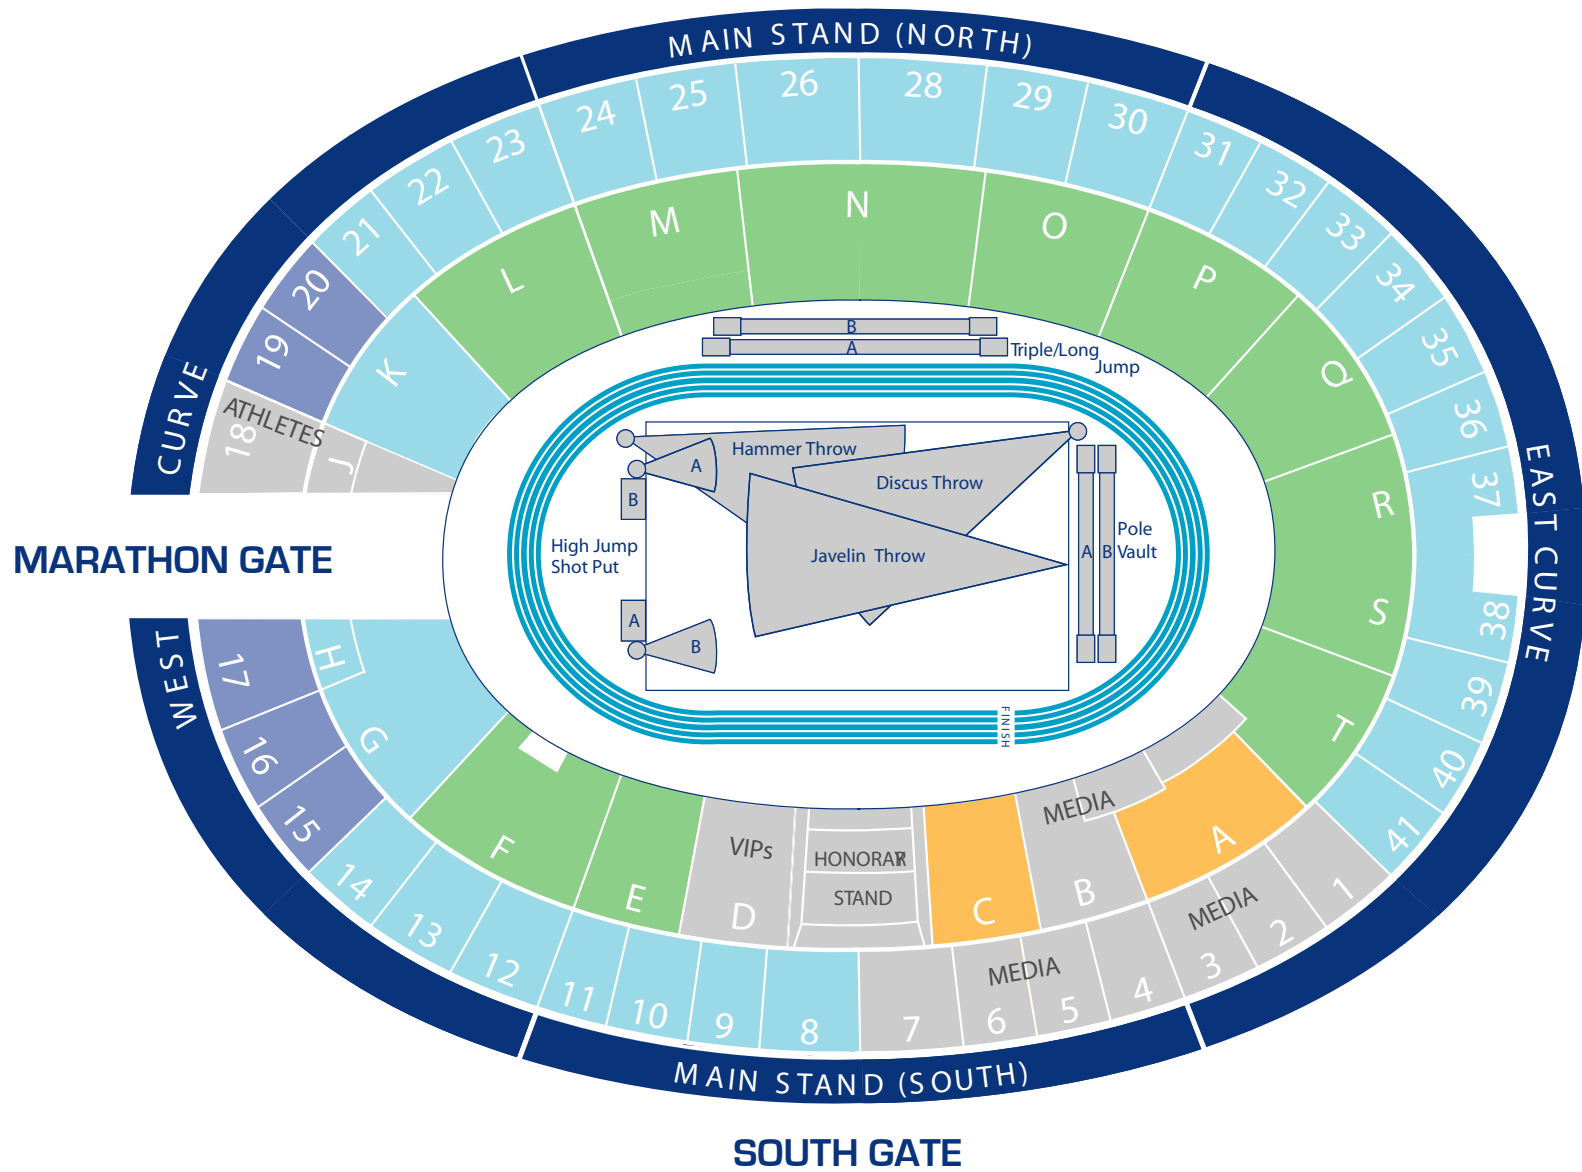 MAIN STAND (NORTH)
26
28
25
29
24
30
23
31
22
32
21
33
20
34
19
35
18
36
37
38
39
40
41
N
M
O
L
P
K
Q
ATHLETES
J
R
S
T
CURVE
EAST CURVE
WEST
B
A
Triple/Long
Jump
Hammer Throw
A
Discus Throw
B
High Jump
Shot Put
Javelin Throw
A
B
Pole
Vault
A
B
FINISH
MARATHON GATE
H
G
17
16
15
14
13
12
11
10
9
8
7
6
5
4
3
2
1
F
E
VIPs
D
HONORARY
STAND
C
MEDIA
B
A
MEDIA
MEDIA
MAIN STAND (SOUTH)
SOUTH GATE